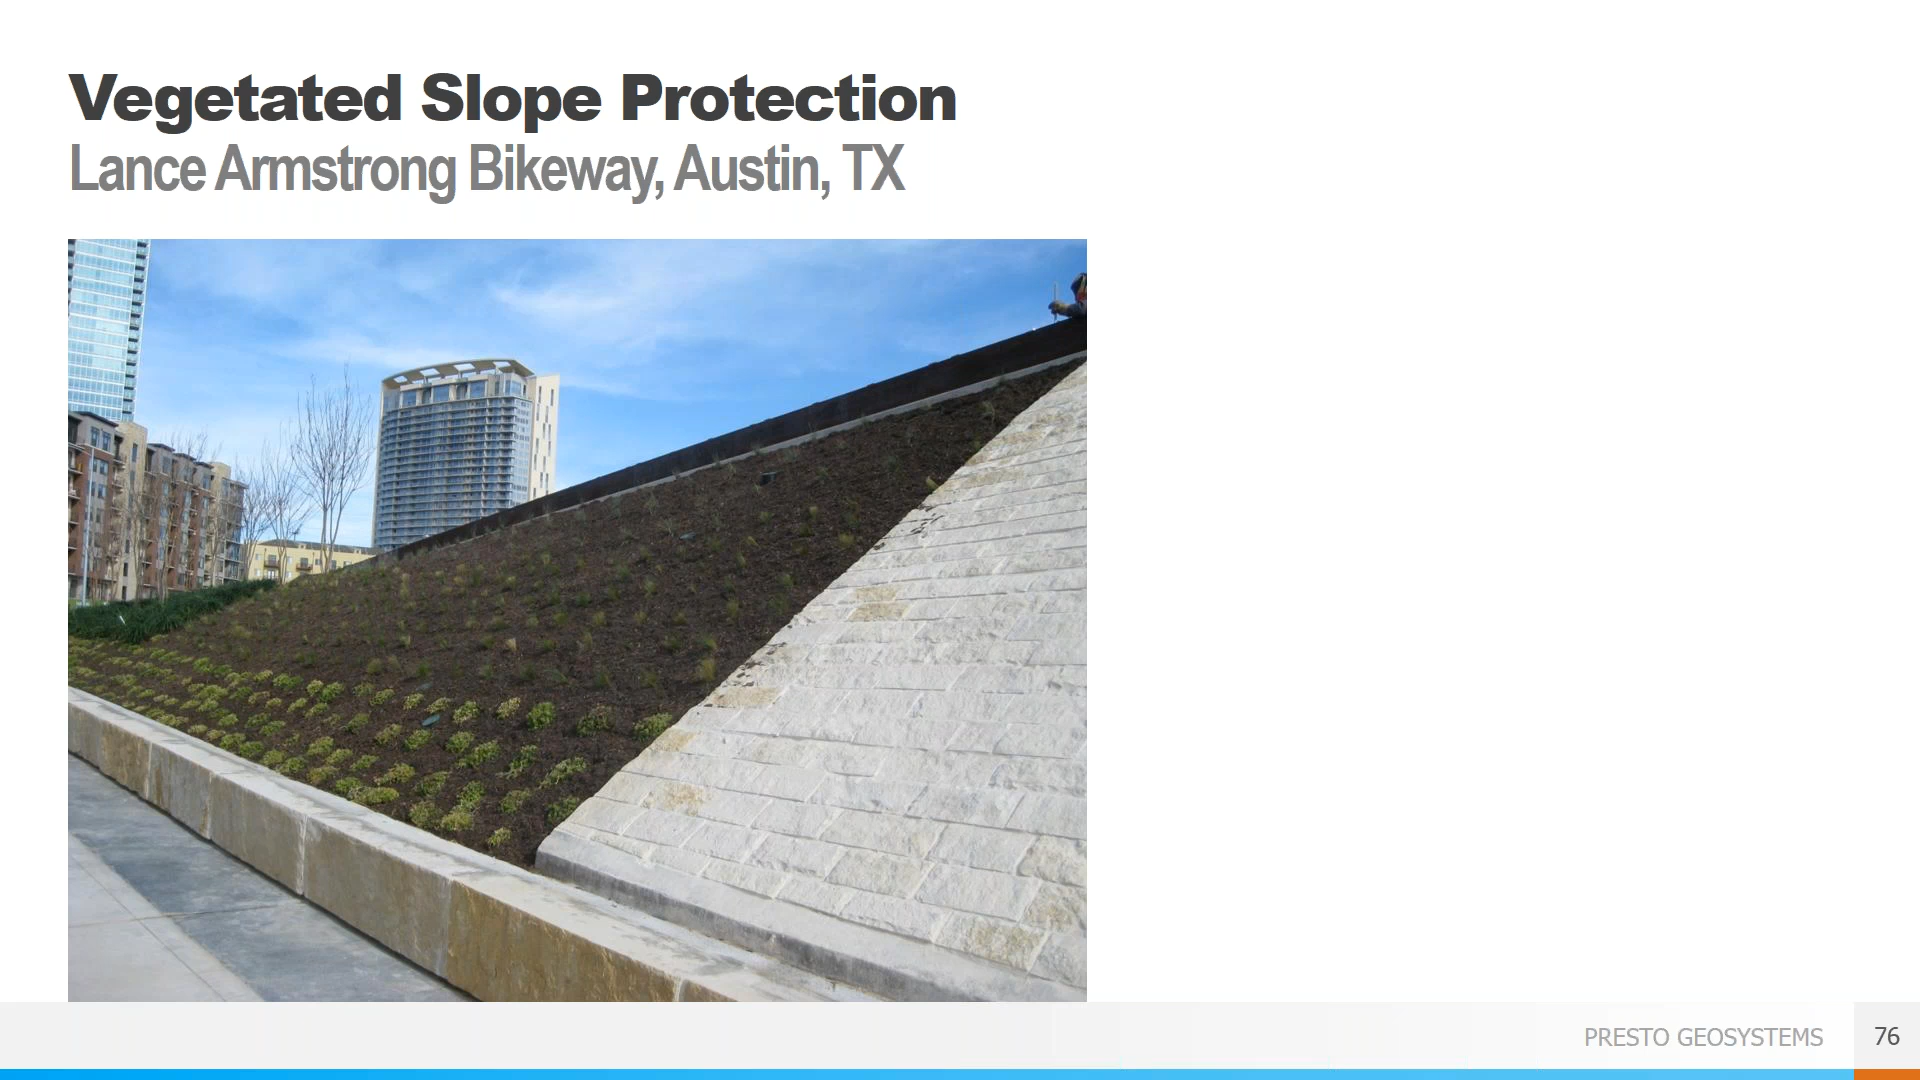 Vegetated Slope Protection
Lance Armstrong Bikeway, Austin, TX
PRESTO GEOSYSTEMS
76